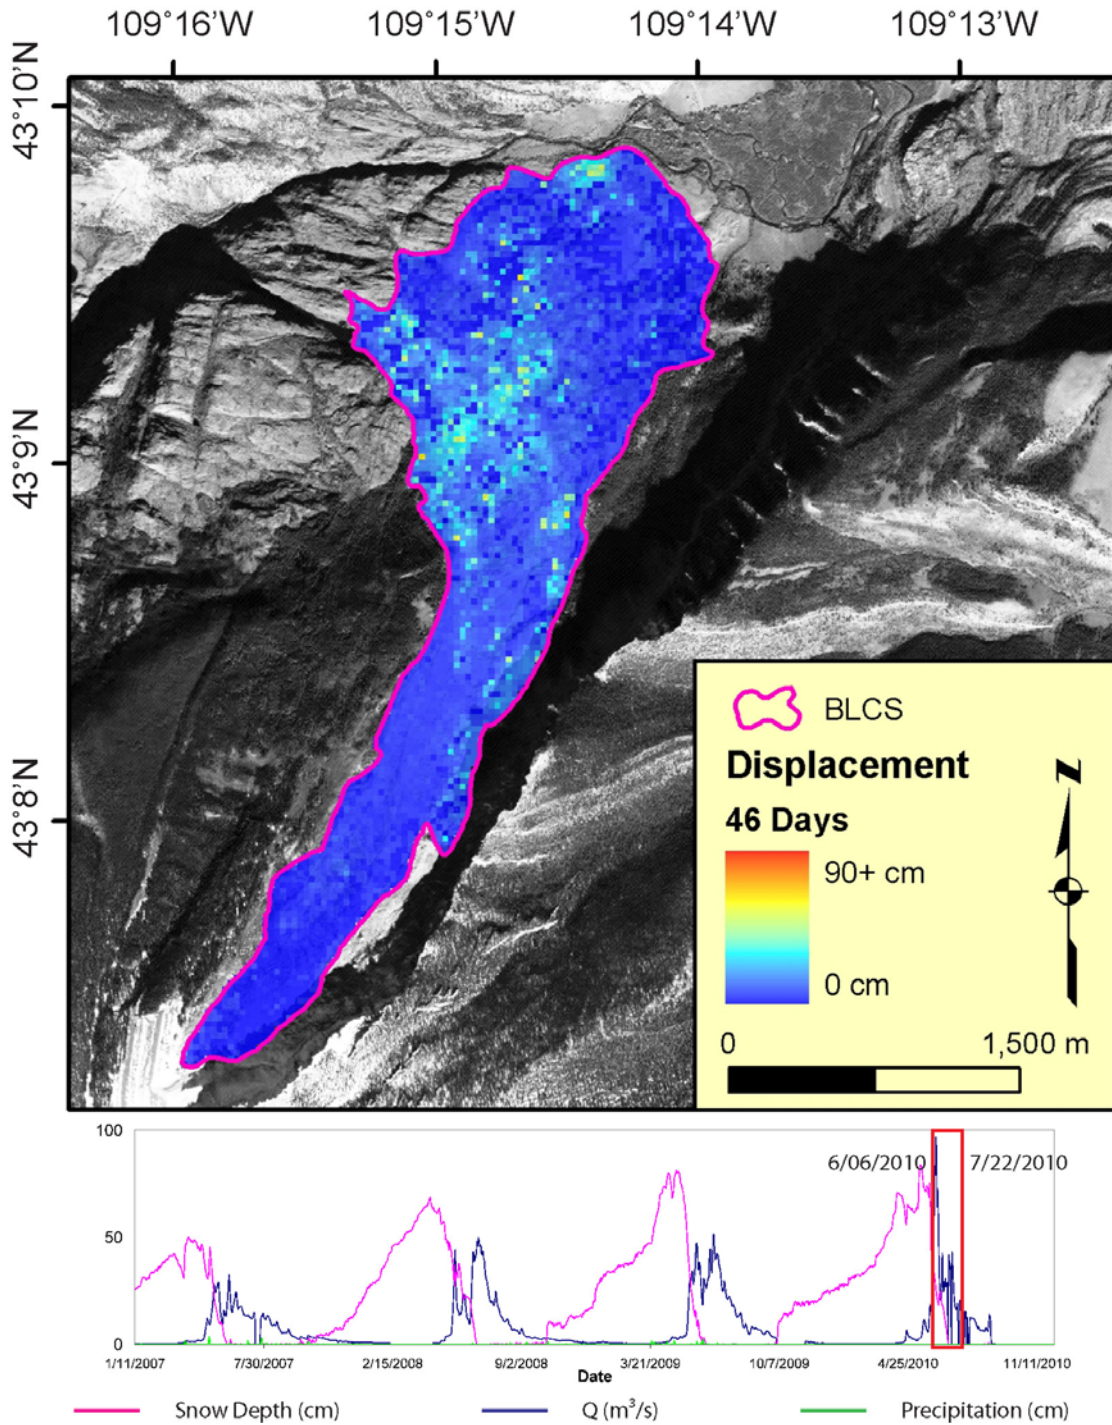 109°16'W 109°15'W 109°14'W 109°13'W
43°10'N
43°9'N
43°8'N
BLCS
Displacement
46 Days
90+ cm
0 cm
N
0 1,500 m
100
50
0
6/06/2010 7/22/2010
1/11/2007 7/30/2007 2/15/2008 9/2/2008 3/21/2009 10/7/2009 4/25/2010 11/11/2010
Date
Snow Depth (cm) Q (m³/s) Precipitation (cm)